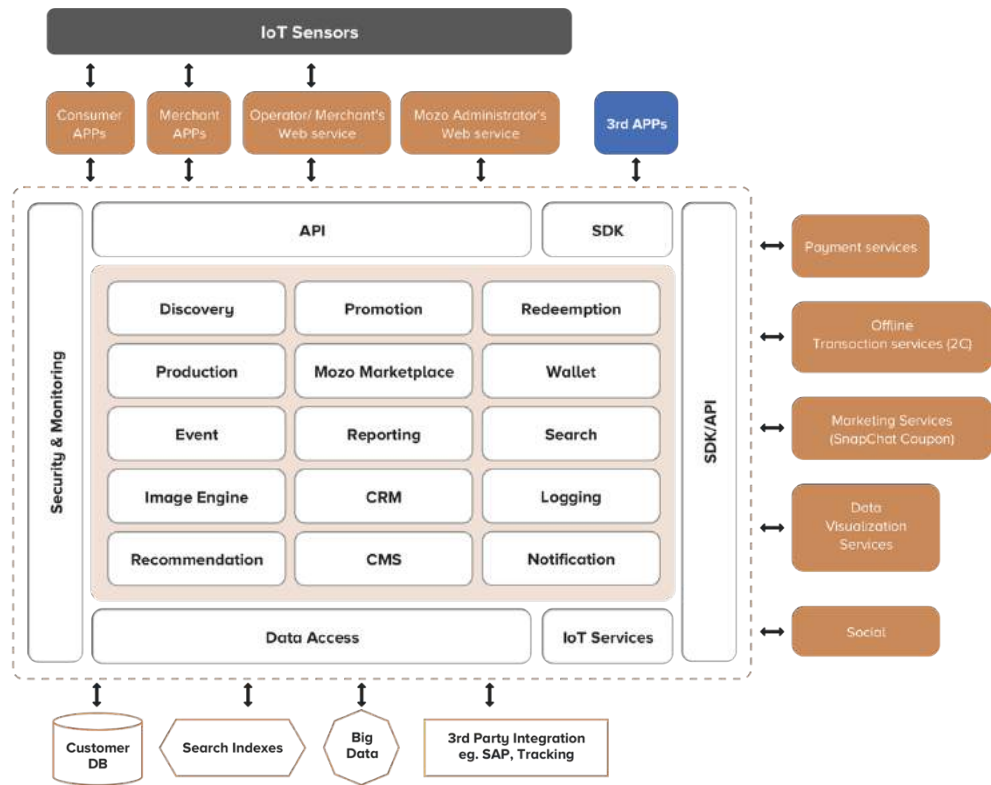 IoT Sensors
Consumer
APPs
Merchant
APPs
Operator/ Merchant's
Web service
Mozo Administrator's
Web service
3rd APPs
API
SDK
Security & Monitoring
Discovery
Promotion
Redeemption
Production
Mozo Marketplace
Wallet
Event
Reporting
Search
Image Engine
CRM
Logging
Recommendation
CMS
Notification
SDK/API
Data Access
IoT Services
Payment services
Offline
Transaction services (2C)
Marketing Services
(SnapChat Coupon)
Data
Visualization
Services
Social
Customer
DB
Search Indexes
Big
Data
3rd Party Integration
eg. SAP, Tracking